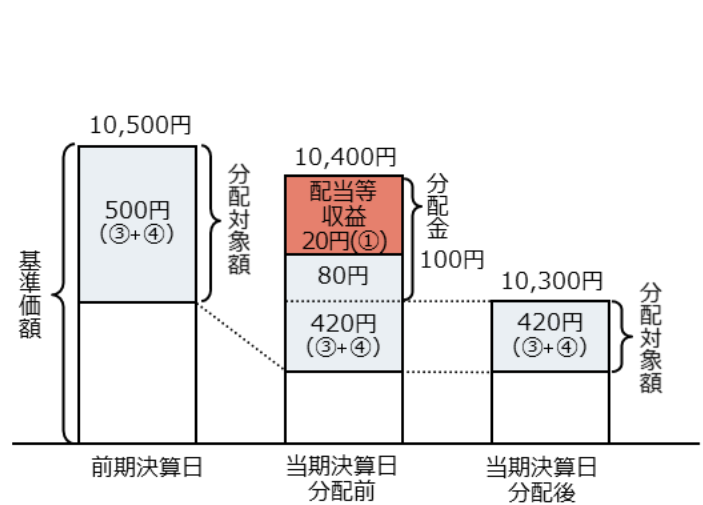 10,500円
500円
（③+④）
分配対象額
基準価額
前期決算日
10,400円
配当等
収益
20円(①)
80円
420円
（③+④）
分配金
100円
当期決算日
分配前
10,300円
420円
（③+④）
分配対象額
当期決算日
分配後